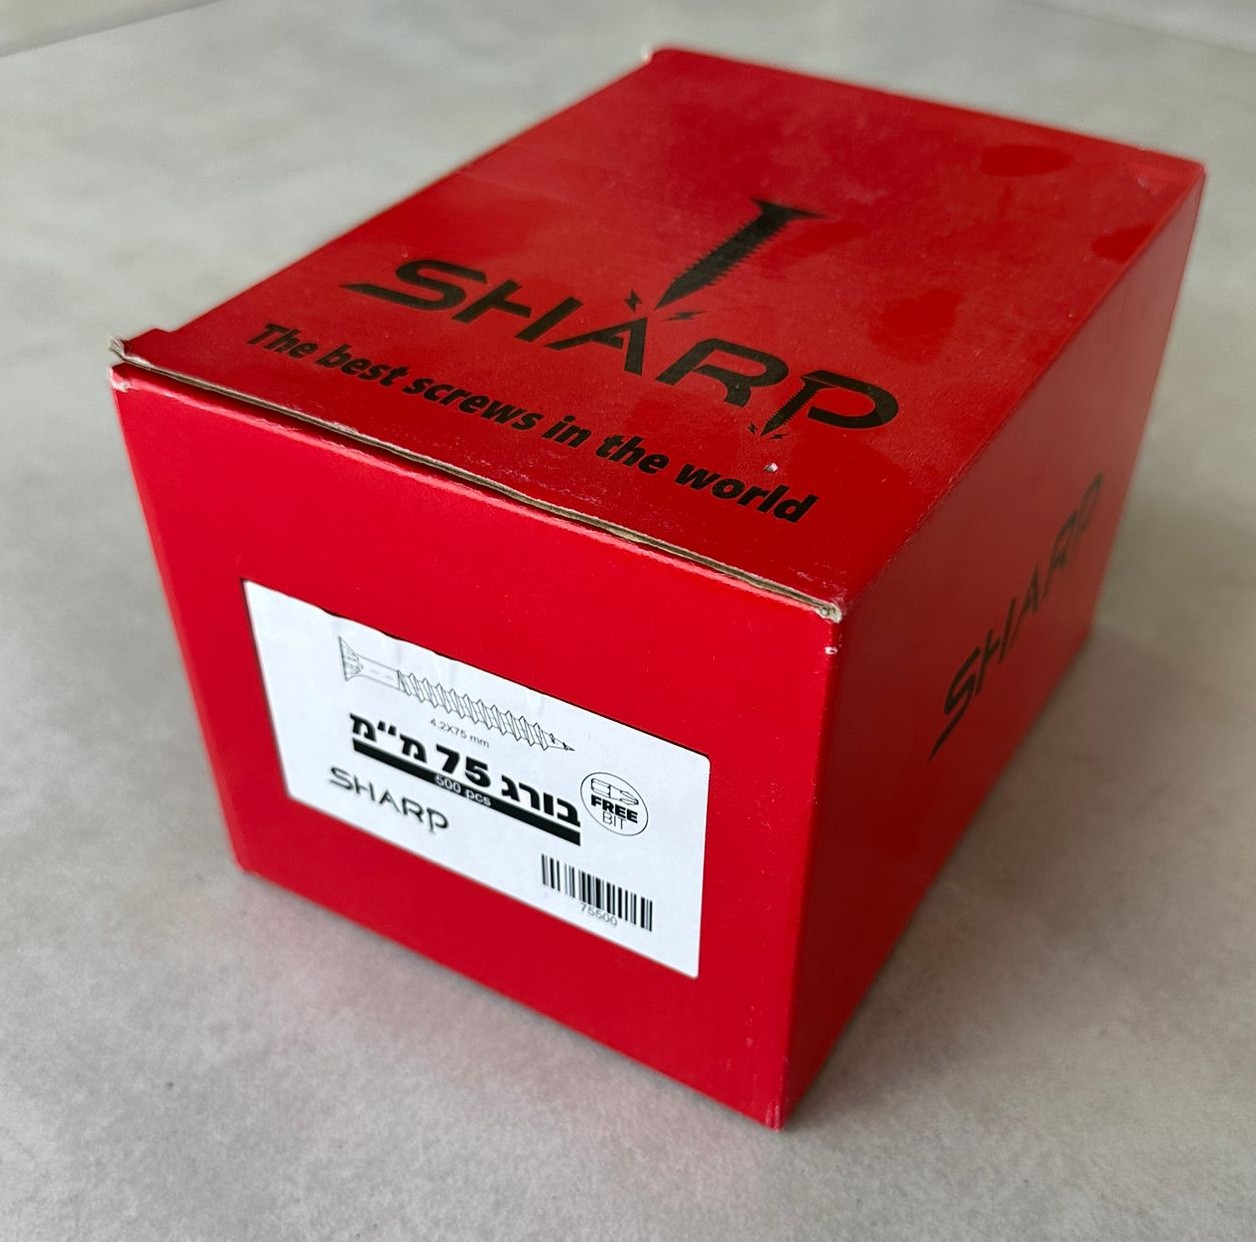 SHARP
The best screws in the world
SHARP
4.2X75 mm
בורג 75 מ״מ
500 pcs
SHARP
FREE
BIT
75500